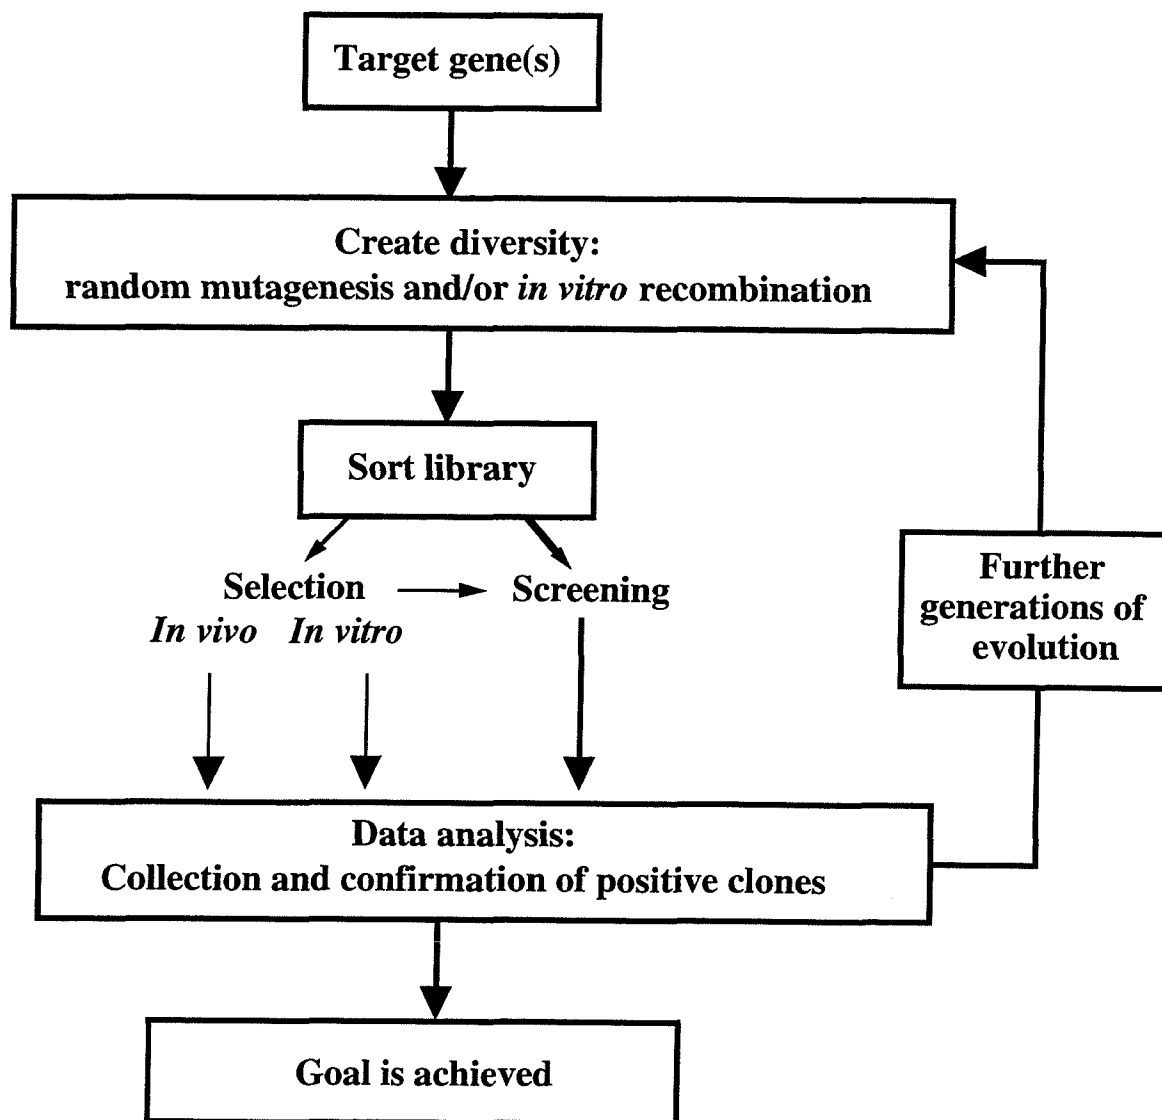 Target gene(s)
Create diversity:
random mutagenesis and/or in vitro recombination
Sort library
Selection
Screening
In vivo
In vitro
Further
generations of
evolution
Data analysis:
Collection and confirmation of positive clones
Goal is achieved